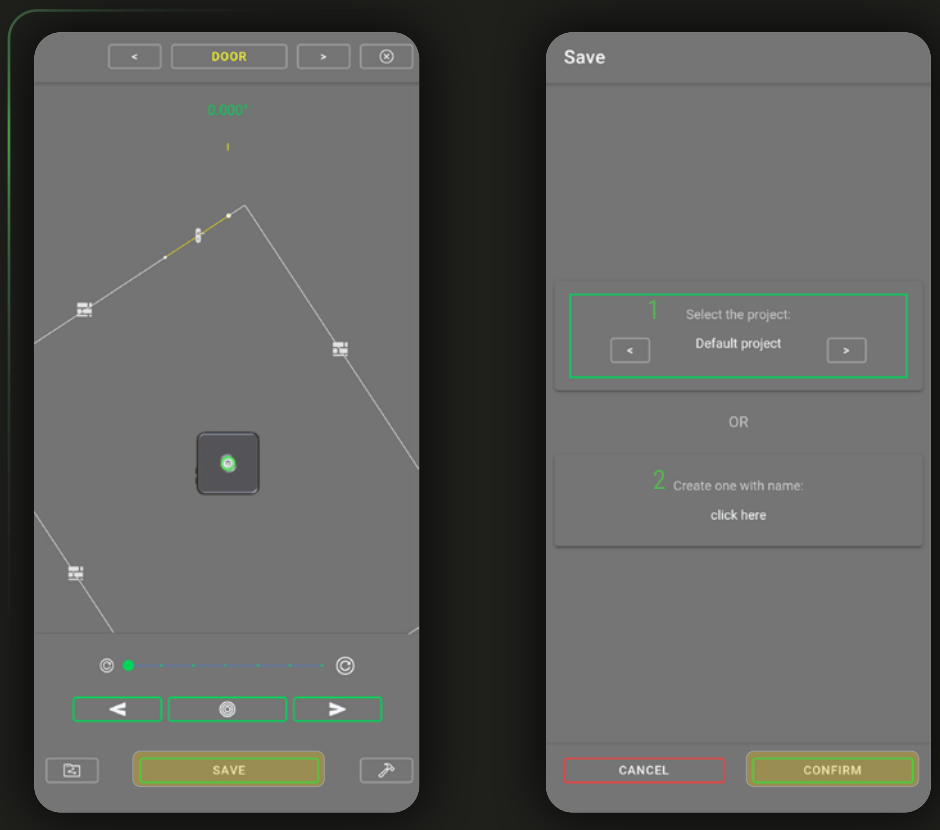 <
DOOR
>
0.000°
SAVE
Save
1
Select the project:
<
Default project
>
OR
2
Create one with name:
click here
CANCEL
CONFIRM